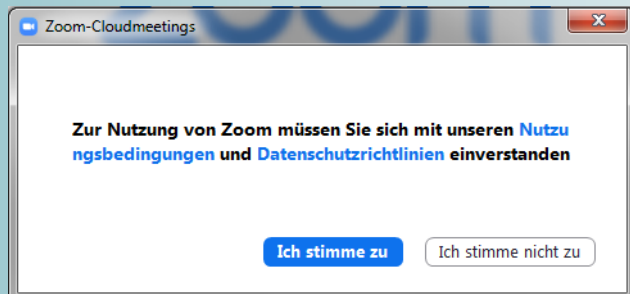 Zoom-Cloudmeetings
Zur Nutzung von Zoom müssen Sie sich mit unseren Nutzu
ngsbedingungen und Datenschutzrichtlinien einverstanden
Ich stimme zu
Ich stimme nicht zu